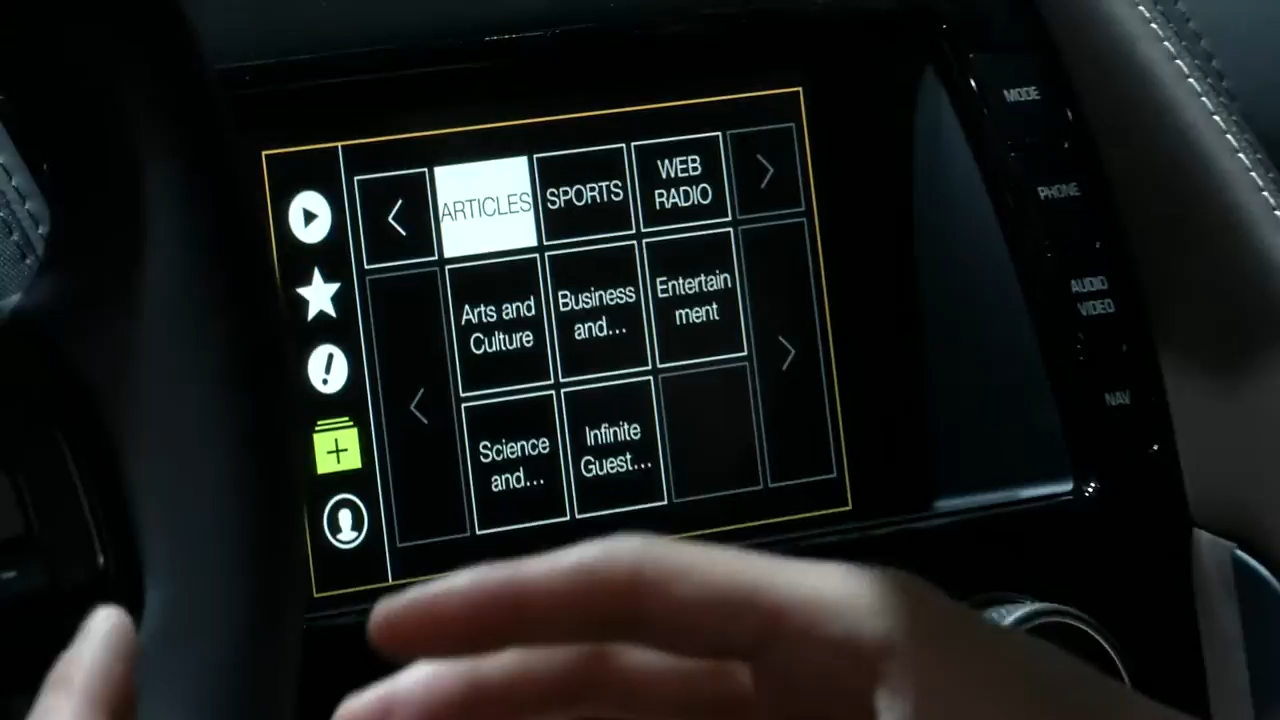 ARTICLES
SPORTS
WEB
RADIO
Arts and
Culture
Business
and...
Entertain
ment
Science
and...
Infinite
Guest...
MODE
PHONE
AUDIO
VIDEO
NAV